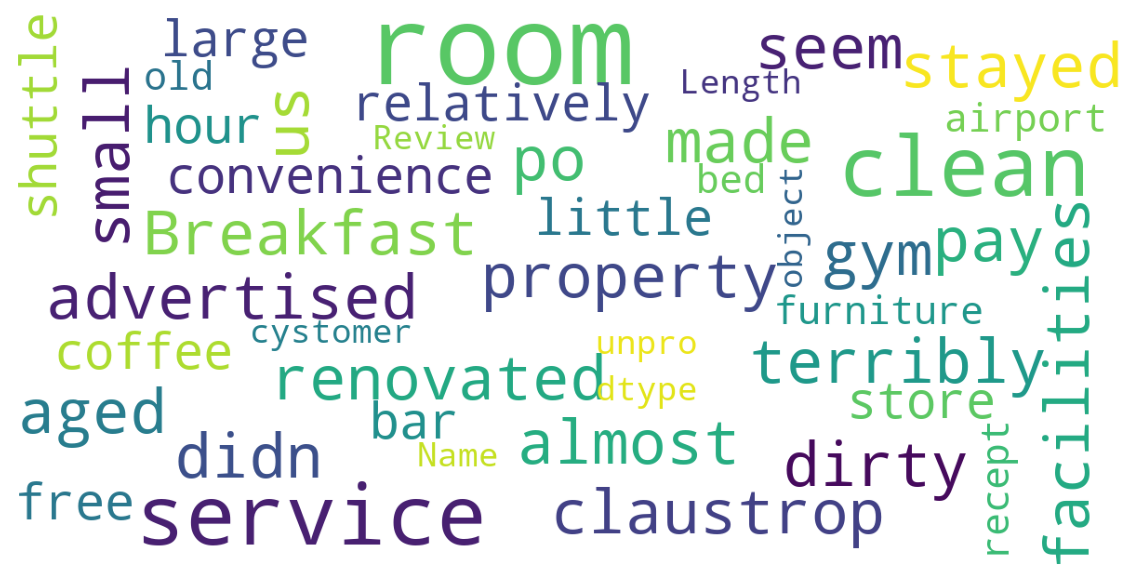 shuttle
large
room
seem
stayed
old
small
Length
us
relatively
hour
Review
made
airport
convenience
po
bed
clean
object
Breakfast
little
gym
pay
facilities
advertised
property
furniture
coffee
cystomer
unpro
terribly
renovated
dtype
aged
bar
store
didn
Name
almost
dirty
recept
free
service
claustrop